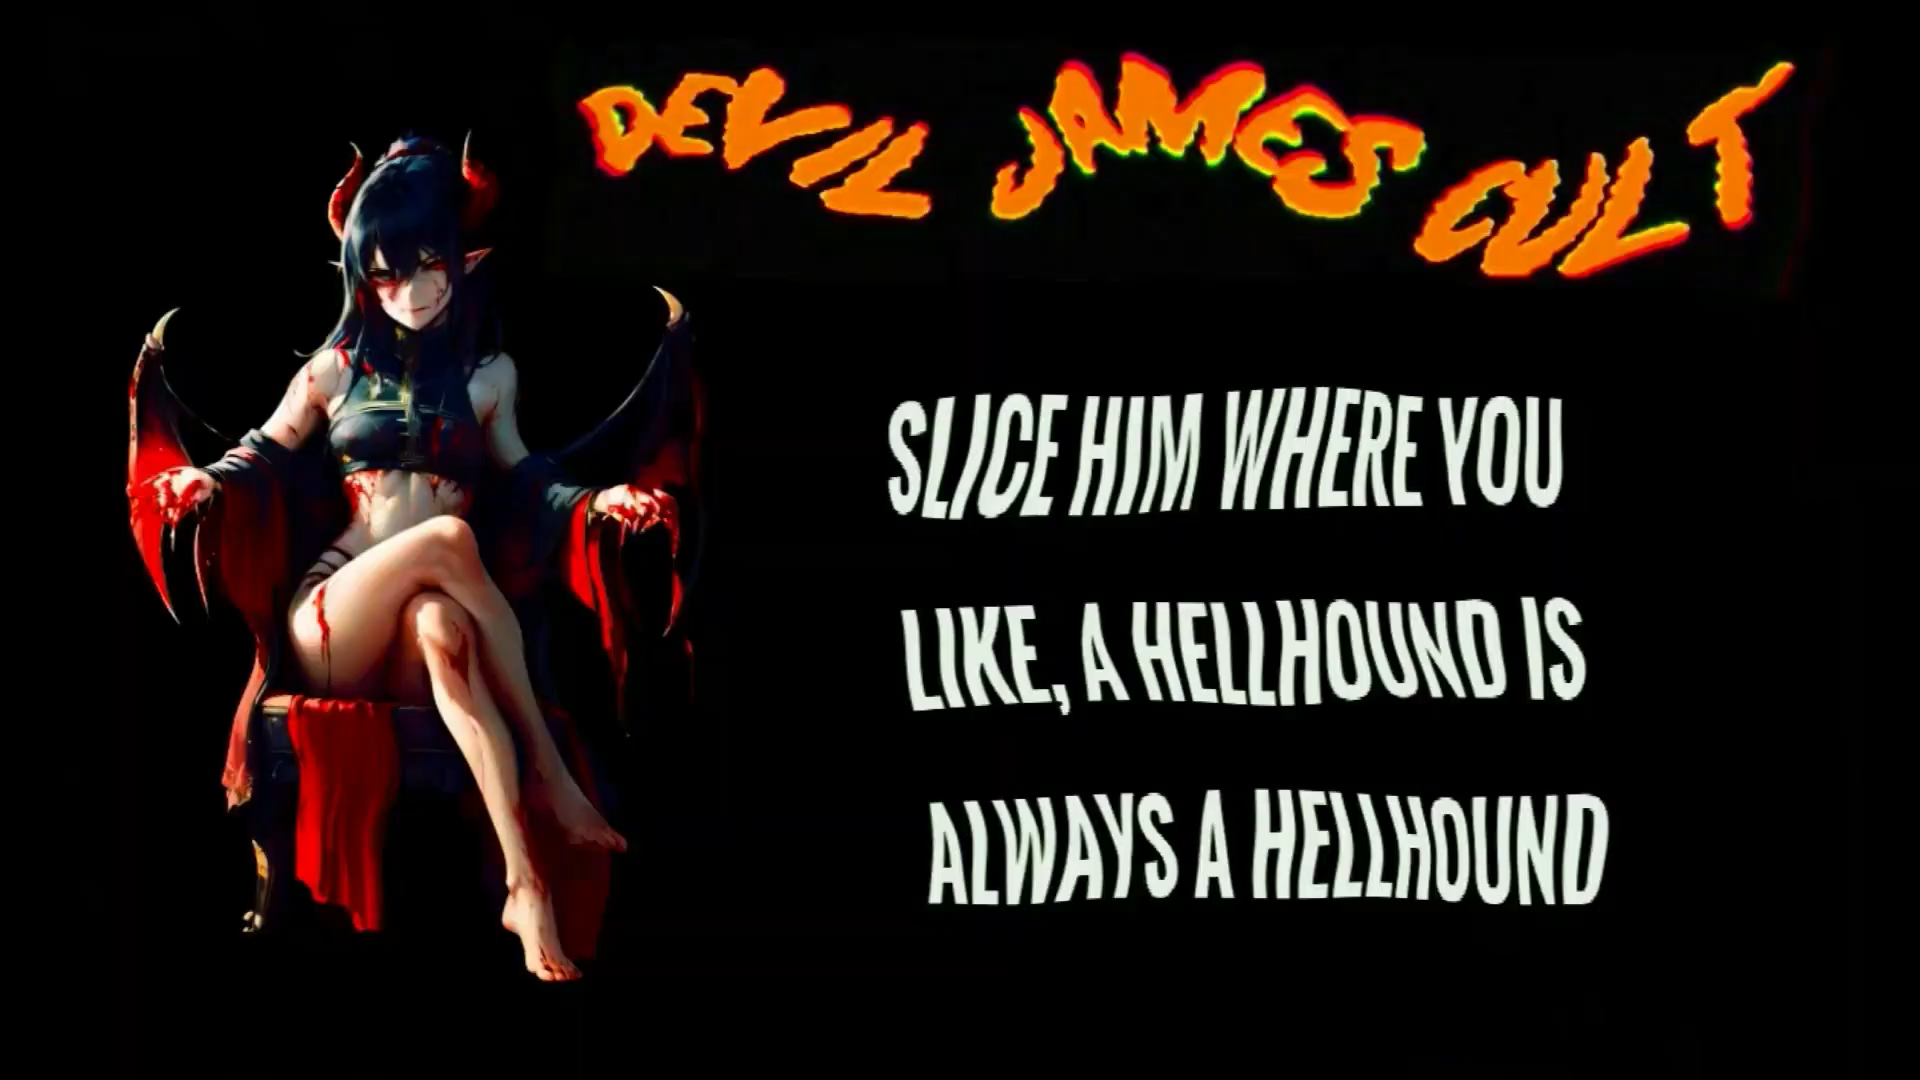 DEVIL JAMES CULT
SLICE HIM WHERE YOU
LIKE, A HELLHOUND IS
ALWAYS A HELLHOUND